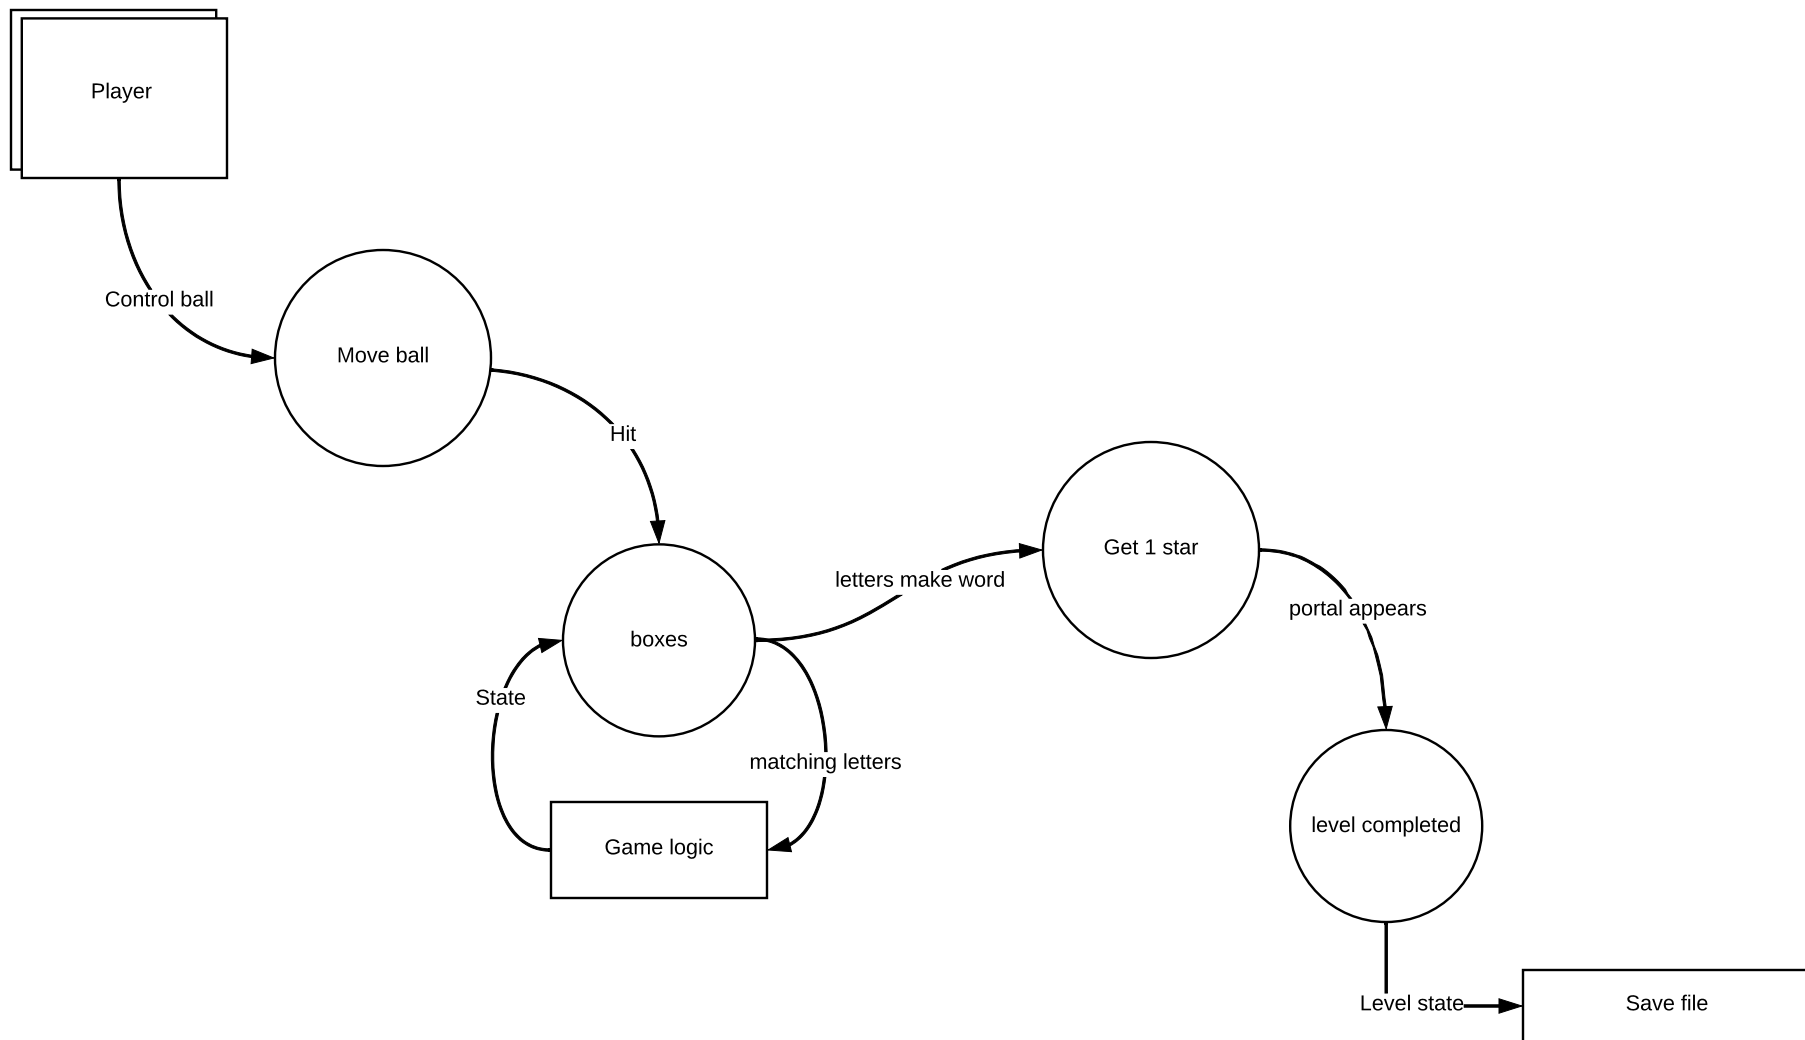 Player
Control ball
Move ball
Hit
boxes
letters make word
Get 1 star
portal appears
State
matching letters
Game logic
level completed
Level state
Save file